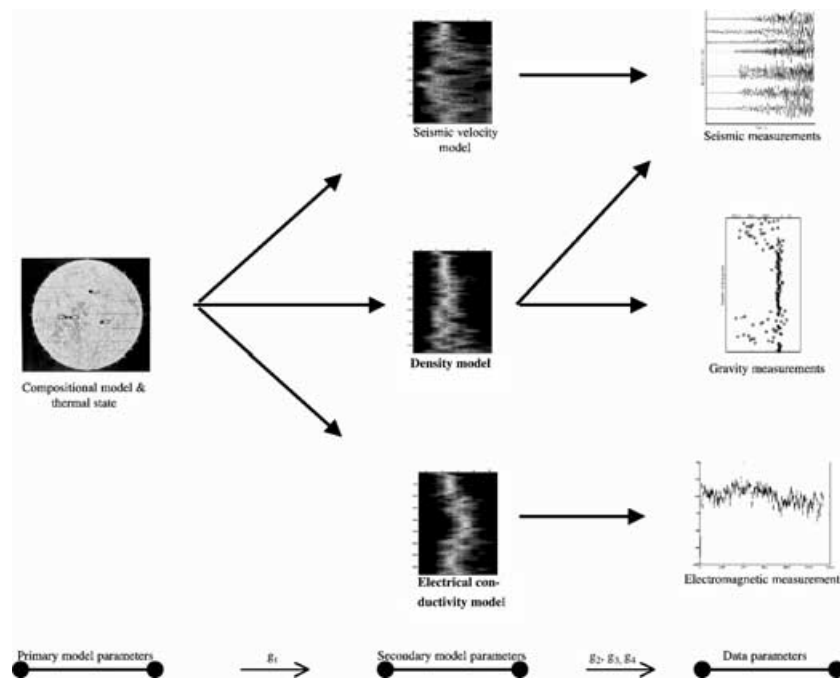 Seismic velocity
model
Seismic measurements
Compositional model &
thermal state
Density model
Gravity measurements
Electrical con-
ductivity model
Electromagnetic measurement
Primary model parameters
g₁
Secondary model parameters
g₂, g₃, g₄
Data parameters